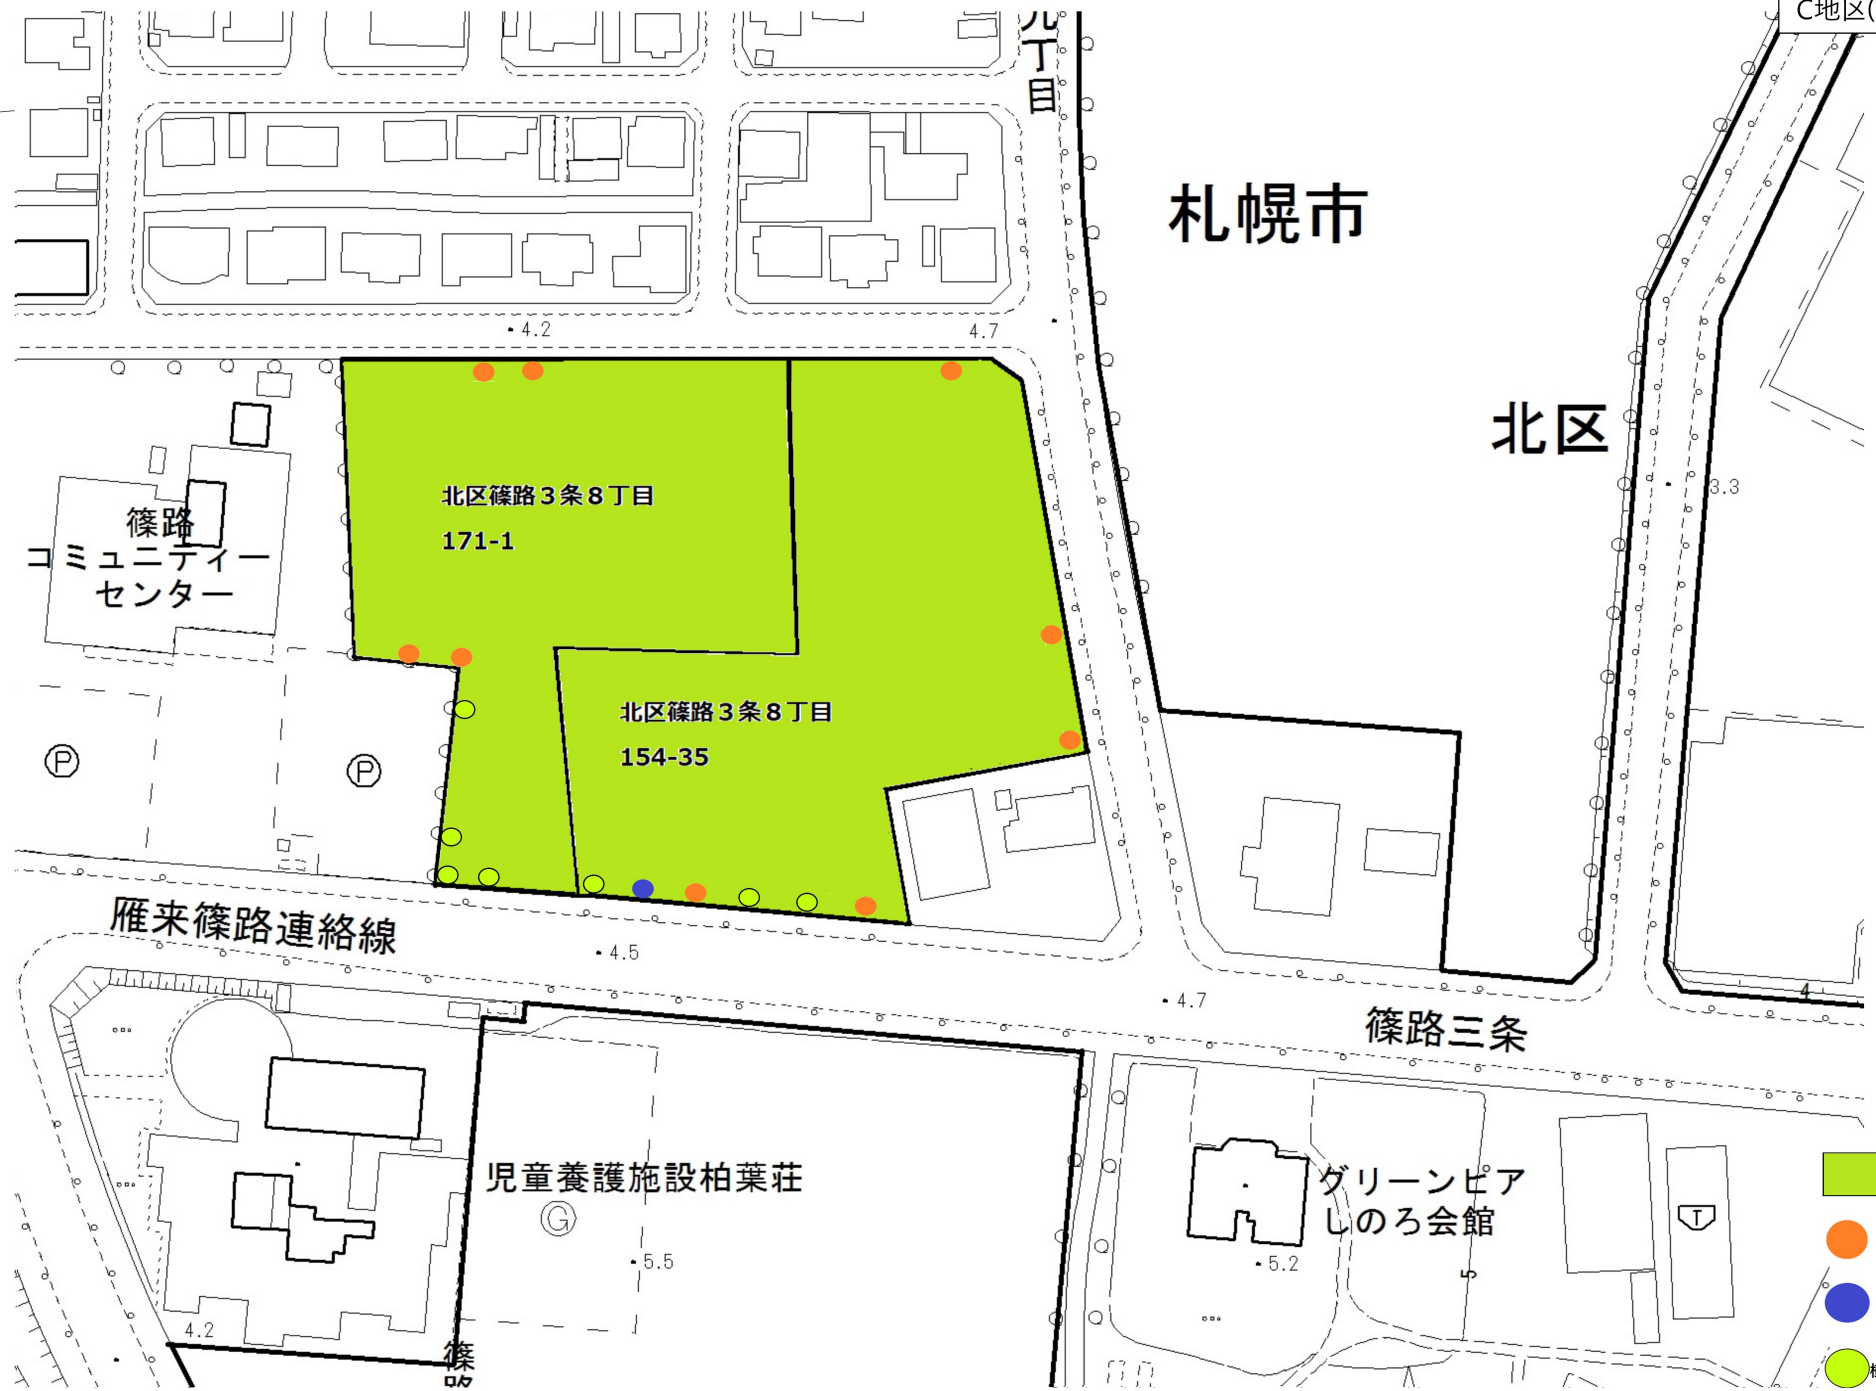 C地区(
九丁目
札幌市
4.2
4.7
北区
北区篠路３条８丁目
171-1
3.3
篠路
コミュニティー
センター
北区篠路３条８丁目
154-35
P
P
雁来篠路連絡線
4.5
4.7
4
篠路三条
児童養護施設柏葉荘
G
グリーンピア
しのろ会館
T
5.5
5.2
5
4.2
篠路